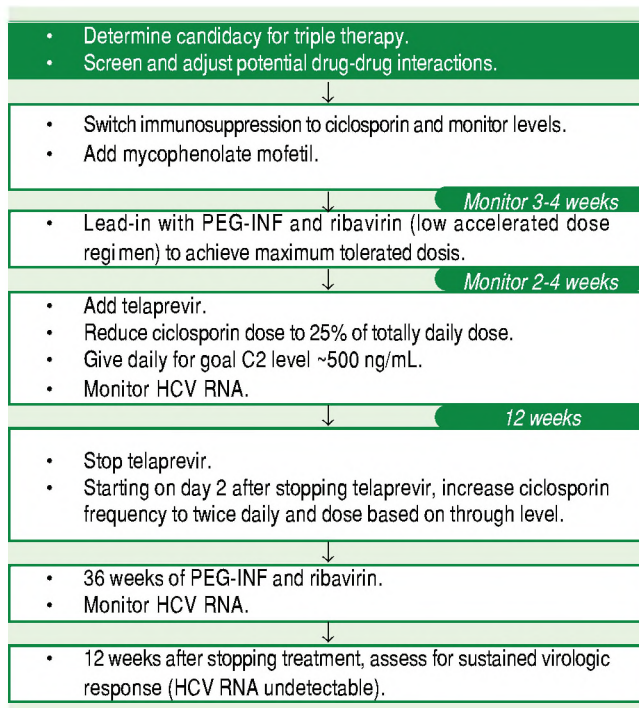 • Determine candidacy for triple therapy.
• Screen and adjust potential drug-drug interactions.
↓
• Switch immunosuppression to ciclosporin and monitor levels.
• Add mycophenolate mofetil.
↓ Monitor 3-4 weeks
• Lead-in with PEG-INF and ribavirin (low accelerated dose
regimen) to achieve maximum tolerated dosis.
↓ Monitor 2-4 weeks
• Add telaprevir.
• Reduce ciclosporin dose to 25% of totally daily dose.
• Give daily for goal C2 level ~500 ng/mL.
• Monitor HCV RNA.
↓ 12 weeks
• Stop telaprevir.
• Starting on day 2 after stopping telaprevir, increase ciclosporin
frequency to twice daily and dose based on through level.
↓
• 36 weeks of PEG-INF and ribavirin.
• Monitor HCV RNA.
↓
• 12 weeks after stopping treatment, assess for sustained virologic
response (HCV RNA undetectable).